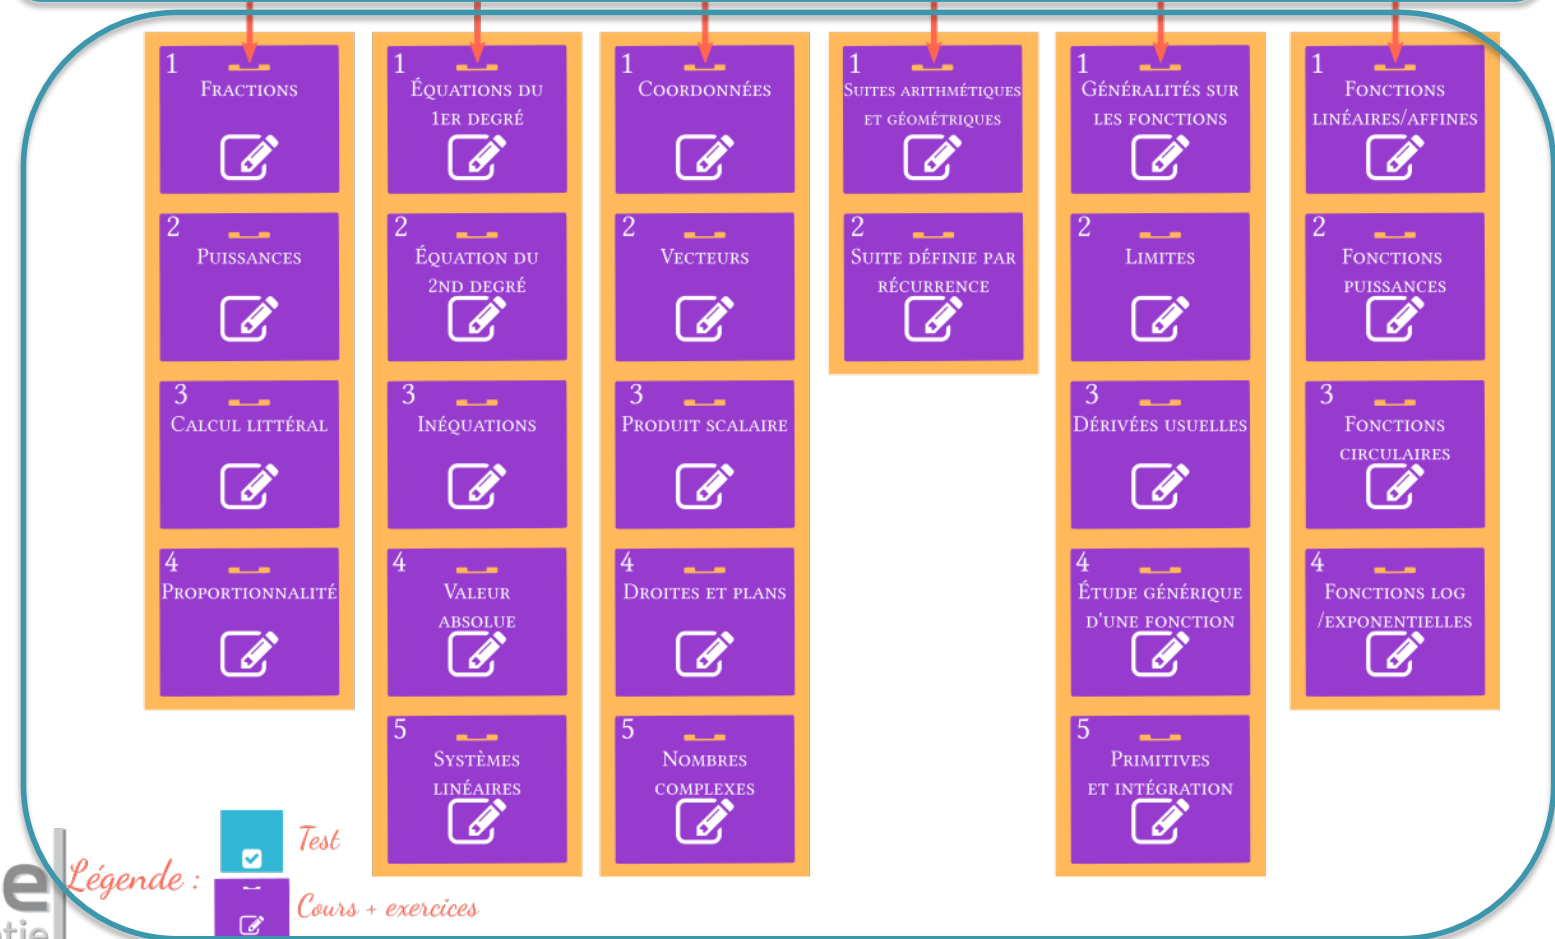 1
FRACTIONS
2
PUISSANCES
3
CALCUL LITTÉRAL
4
PROPORTIONNALITÉ
1
ÉQUATIONS DU
1ER DEGRÉ
2
ÉQUATION DU
2ND DEGRÉ
3
INÉQUATIONS
4
VALEUR
ABSOLUE
5
SYSTÈMES
LINÉAIRES
1
COORDONNÉES
2
VECTEURS
3
PRODUIT SCALAIRE
4
DROITES ET PLANS
5
NOMBRES
COMPLEXES
1
SUITES ARITHMÉTIQUES
ET GÉOMÉTRIQUES
2
SUITE DÉFINIE PAR
RÉCURRENCE
1
GÉNÉRALITÉS SUR
LES FONCTIONS
2
LIMITES
3
DÉRIVÉES USUELLES
4
ÉTUDE GÉNÉRIQUE
D'UNE FONCTION
5
PRIMITIVES
ET INTÉGRATION
1
FONCTIONS
LINÉAIRES/AFFINES
2
FONCTIONS
PUISSANCES
3
FONCTIONS
CIRCULAIRES
4
FONCTIONS LOG
/EXPONENTIELLES
Légende :
Test
Cours + exercices